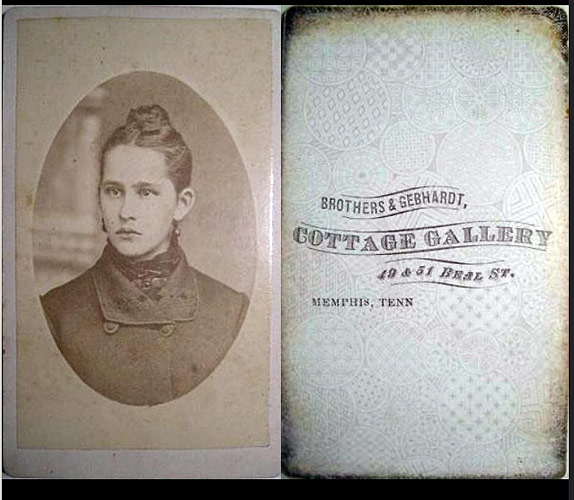 BROTHERS & GEBHARDT,
COTTAGE GALLERY
49 & 51 BEAL ST.
MEMPHIS, TENN